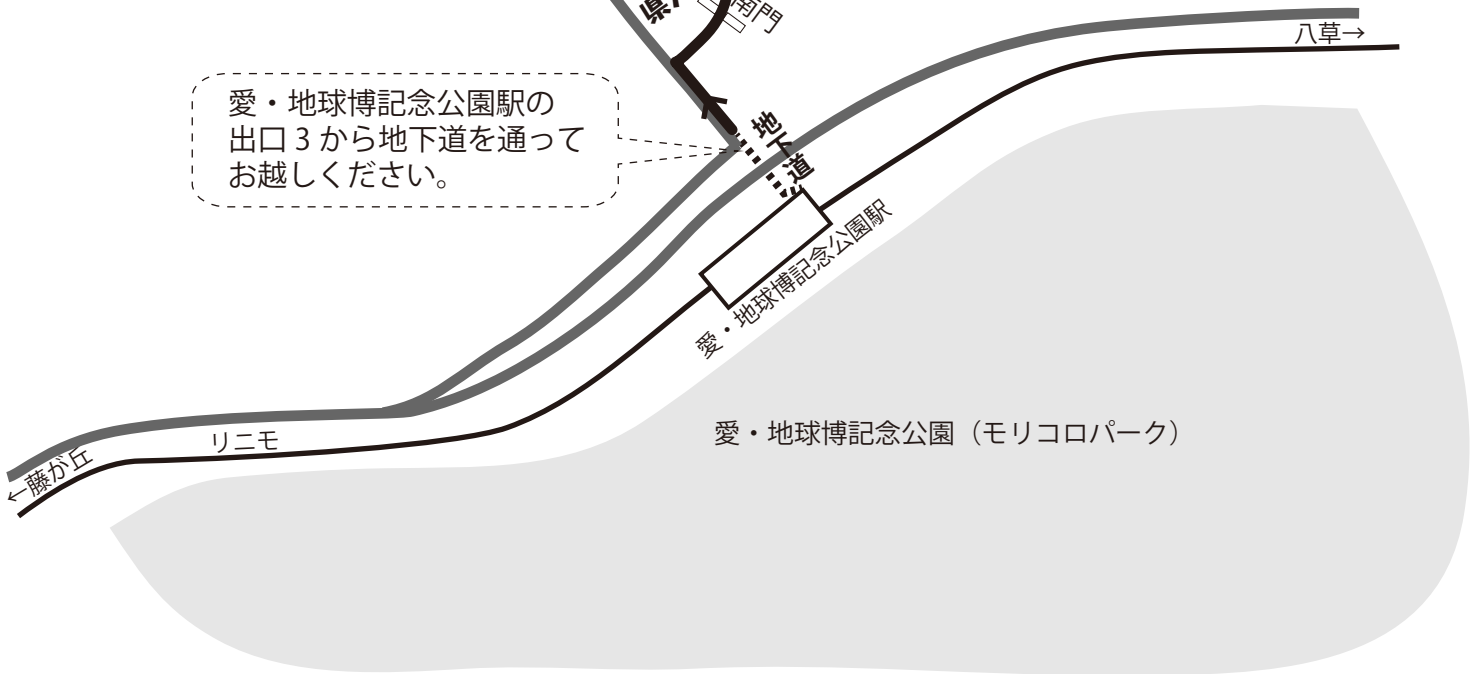 南門
八草→
愛・地球博記念公園駅の
出口 3 から地下道を通って
お越しください。
地下道
愛・地球博記念公園駅
愛・地球博記念公園（モリコロパーク）
リニモ
←藤が丘